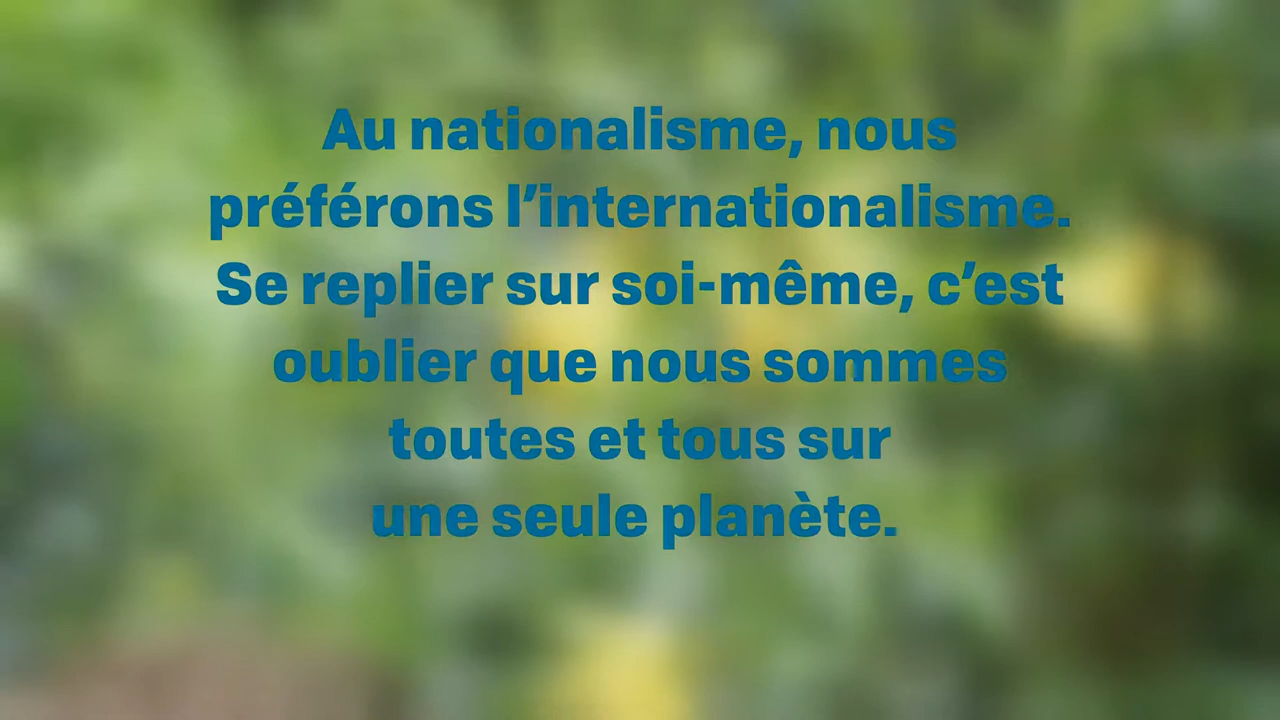 Au nationalisme, nous
préférons l’internationalisme.
Se replier sur soi-même, c’est
oublier que nous sommes
toutes et tous sur
une seule planète.